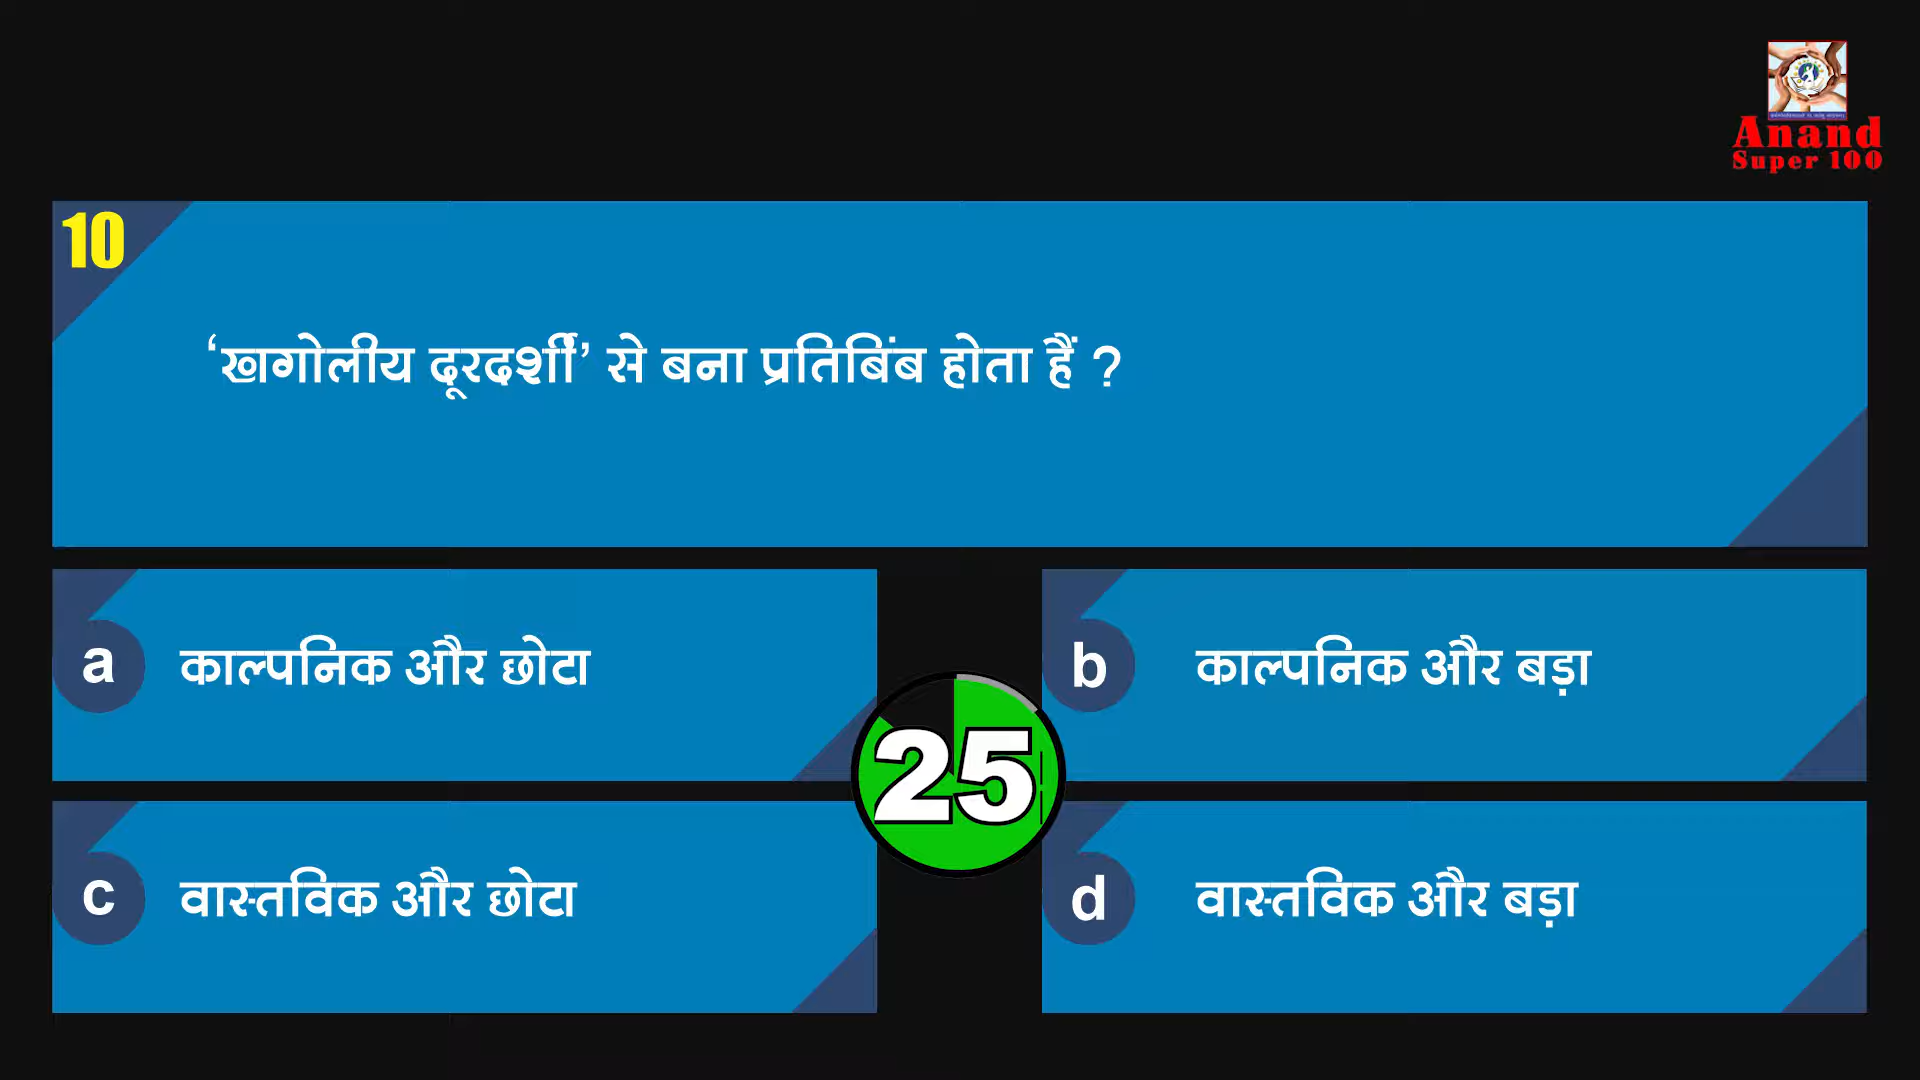 Anand
Super 100
10
‘खगोलीय दूरदर्शी’ से बना प्रतिबिंब होता हैं ?
a काल्पनिक और छोटा
b काल्पनिक और बड़ा
25
c वास्तविक और छोटा
d वास्तविक और बड़ा